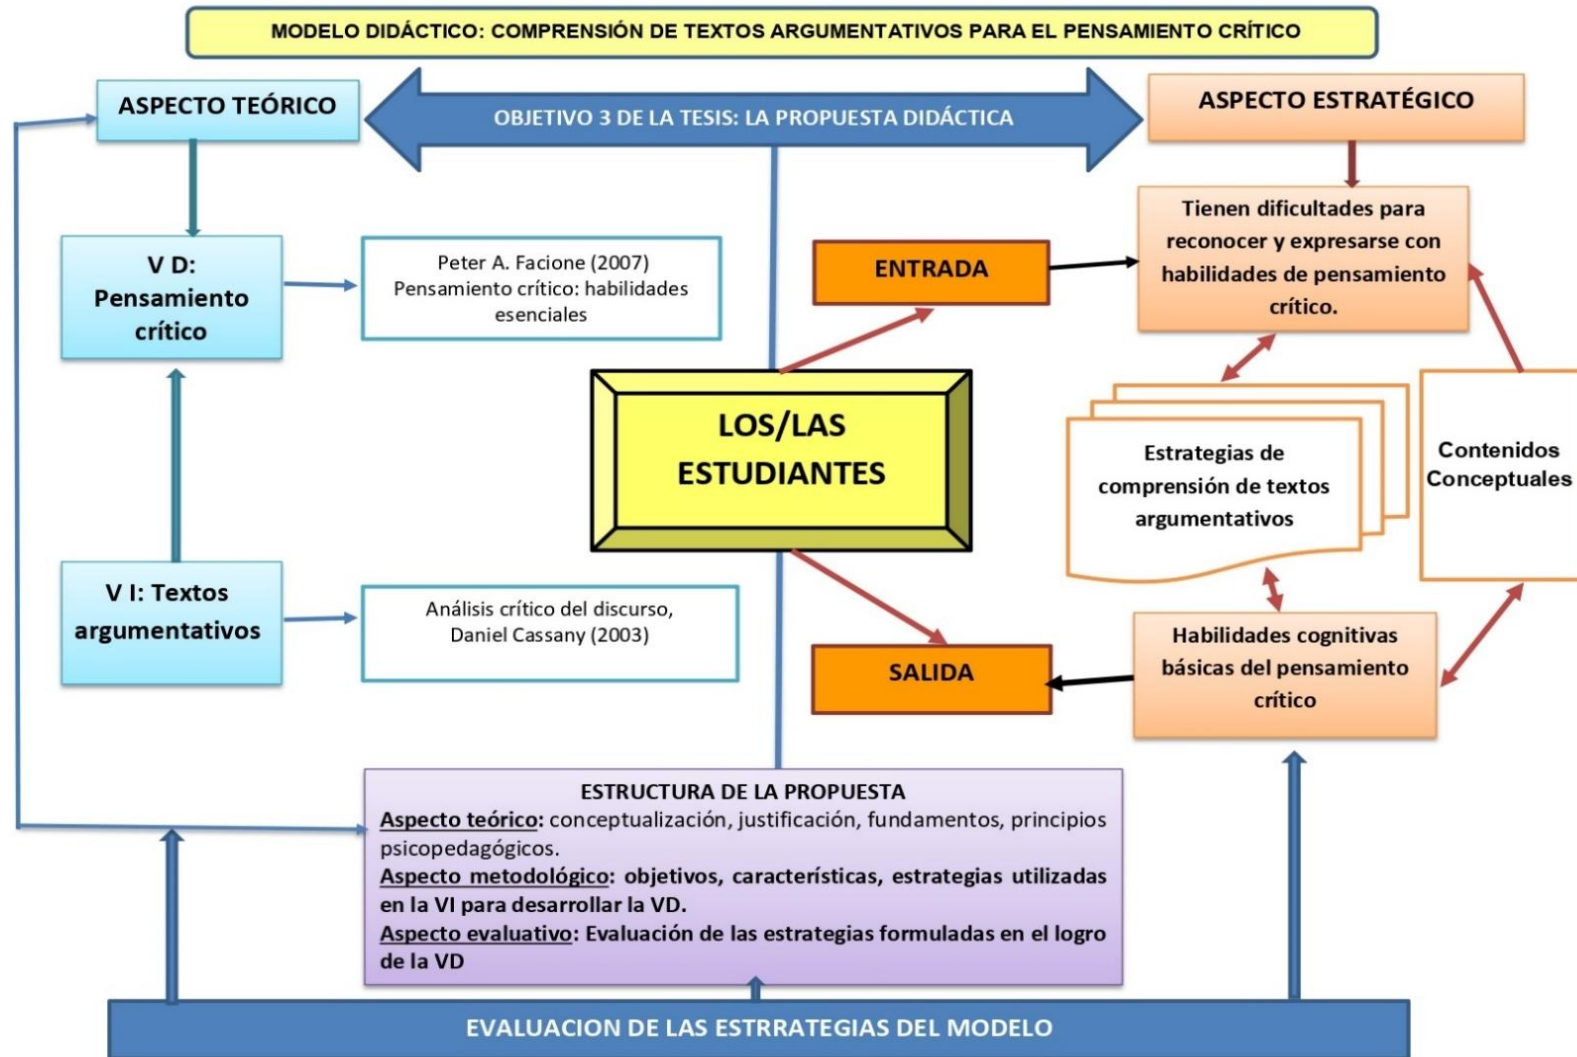 MODELO DIDÁCTICO: COMPRENSIÓN DE TEXTOS ARGUMENTATIVOS PARA EL PENSAMIENTO CRÍTICO
ASPECTO TEÓRICO
OBJETIVO 3 DE LA TESIS: LA PROPUESTA DIDÁCTICA
ASPECTO ESTRATÉGICO
V D:
Pensamiento
crítico
Peter A. Facione (2007)
Pensamiento crítico: habilidades
esenciales
ENTRADA
Tienen dificultades para
reconocer y expresarse con
habilidades de pensamiento
crítico.
LOS/LAS
ESTUDIANTES
Estrategias de
comprensión de textos
argumentativos
Contenidos
Conceptuales
V I: Textos
argumentativos
Análisis crítico del discurso,
Daniel Cassany (2003)
SALIDA
Habilidades cognitivas
básicas del pensamiento
crítico
ESTRUCTURA DE LA PROPUESTA
Aspecto teórico: conceptualización, justificación, fundamentos, principios
psicopedagógicos.
Aspecto metodológico: objetivos, características, estrategias utilizadas
en la VI para desarrollar la VD.
Aspecto evaluativo: Evaluación de las estrategias formuladas en el logro
de la VD
EVALUACION DE LAS ESTRRATEGIAS DEL MODELO